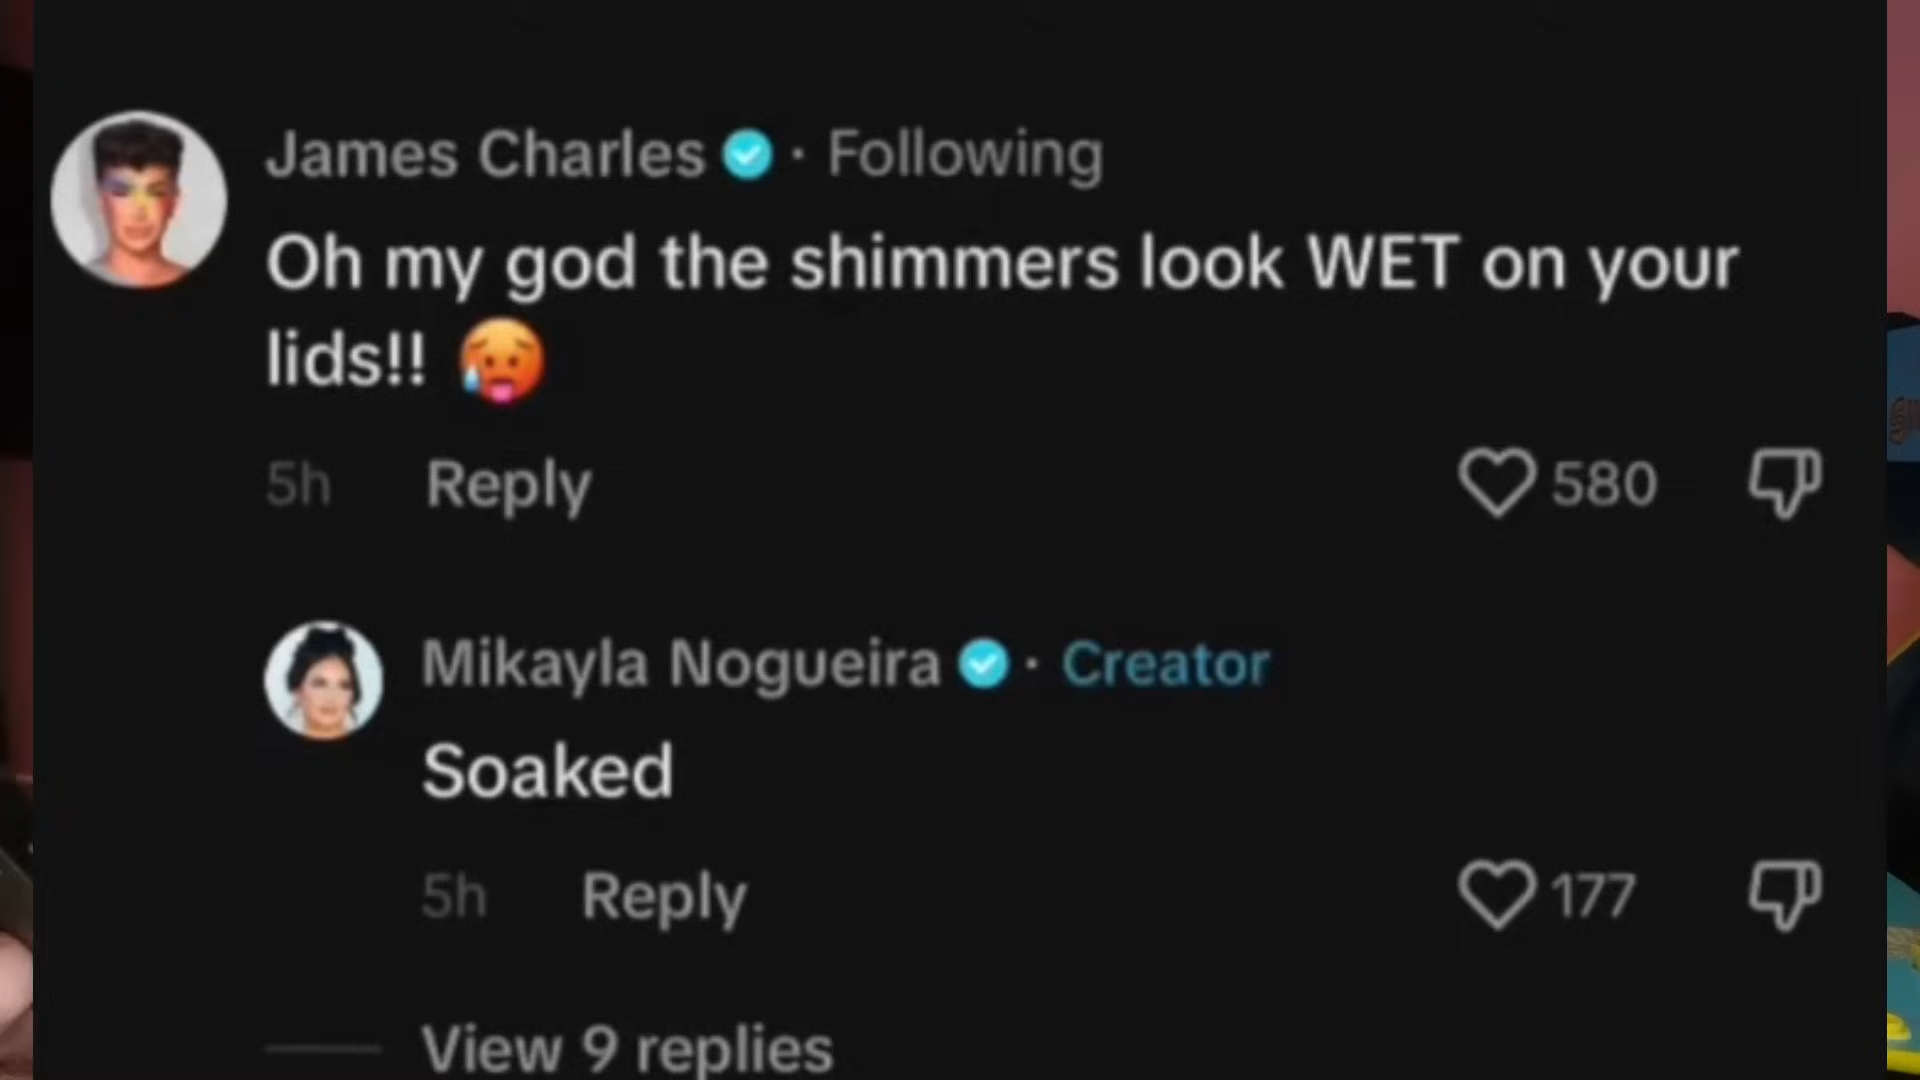 James Charles · Following
Oh my god the shimmers look WET on your
lids!! 🥵
5h Reply 580
Mikayla Nogueira · Creator
Soaked
5h Reply 177
View 9 replies